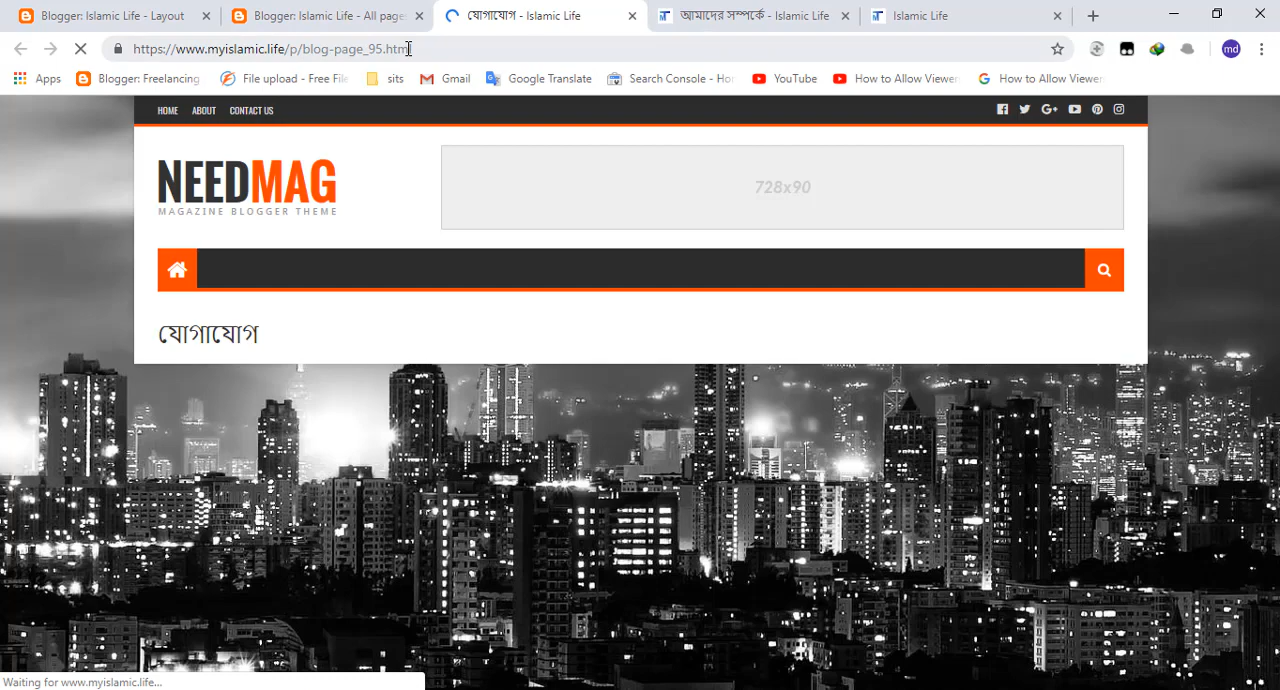 Blogger: Islamic Life - Layout
Blogger: Islamic Life - All page
যোগাযোগ - Islamic Life
আমাদের সম্পর্কে - Islamic Life
Islamic Life
https://www.myislamic.life/p/blog-page_95.html
md
Apps
Blogger: Freelancing
File upload - Free File
sits
Gmail
Google Translate
Search Console - Ho
YouTube
How to Allow Viewer
How to Allow Viewer
HOME
ABOUT
CONTACT US
NEEDMAG
MAGAZINE BLOGGER THEME
728x90
যোগাযোগ
Waiting for www.myislamic.life...